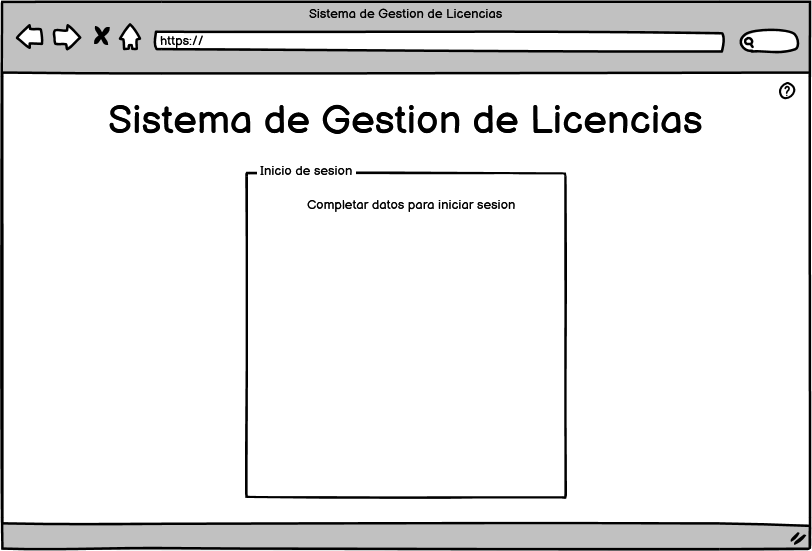 Sistema de Gestion de Licencias
https://
?
Sistema de Gestion de Licencias
Inicio de sesion
Completar datos para iniciar sesion